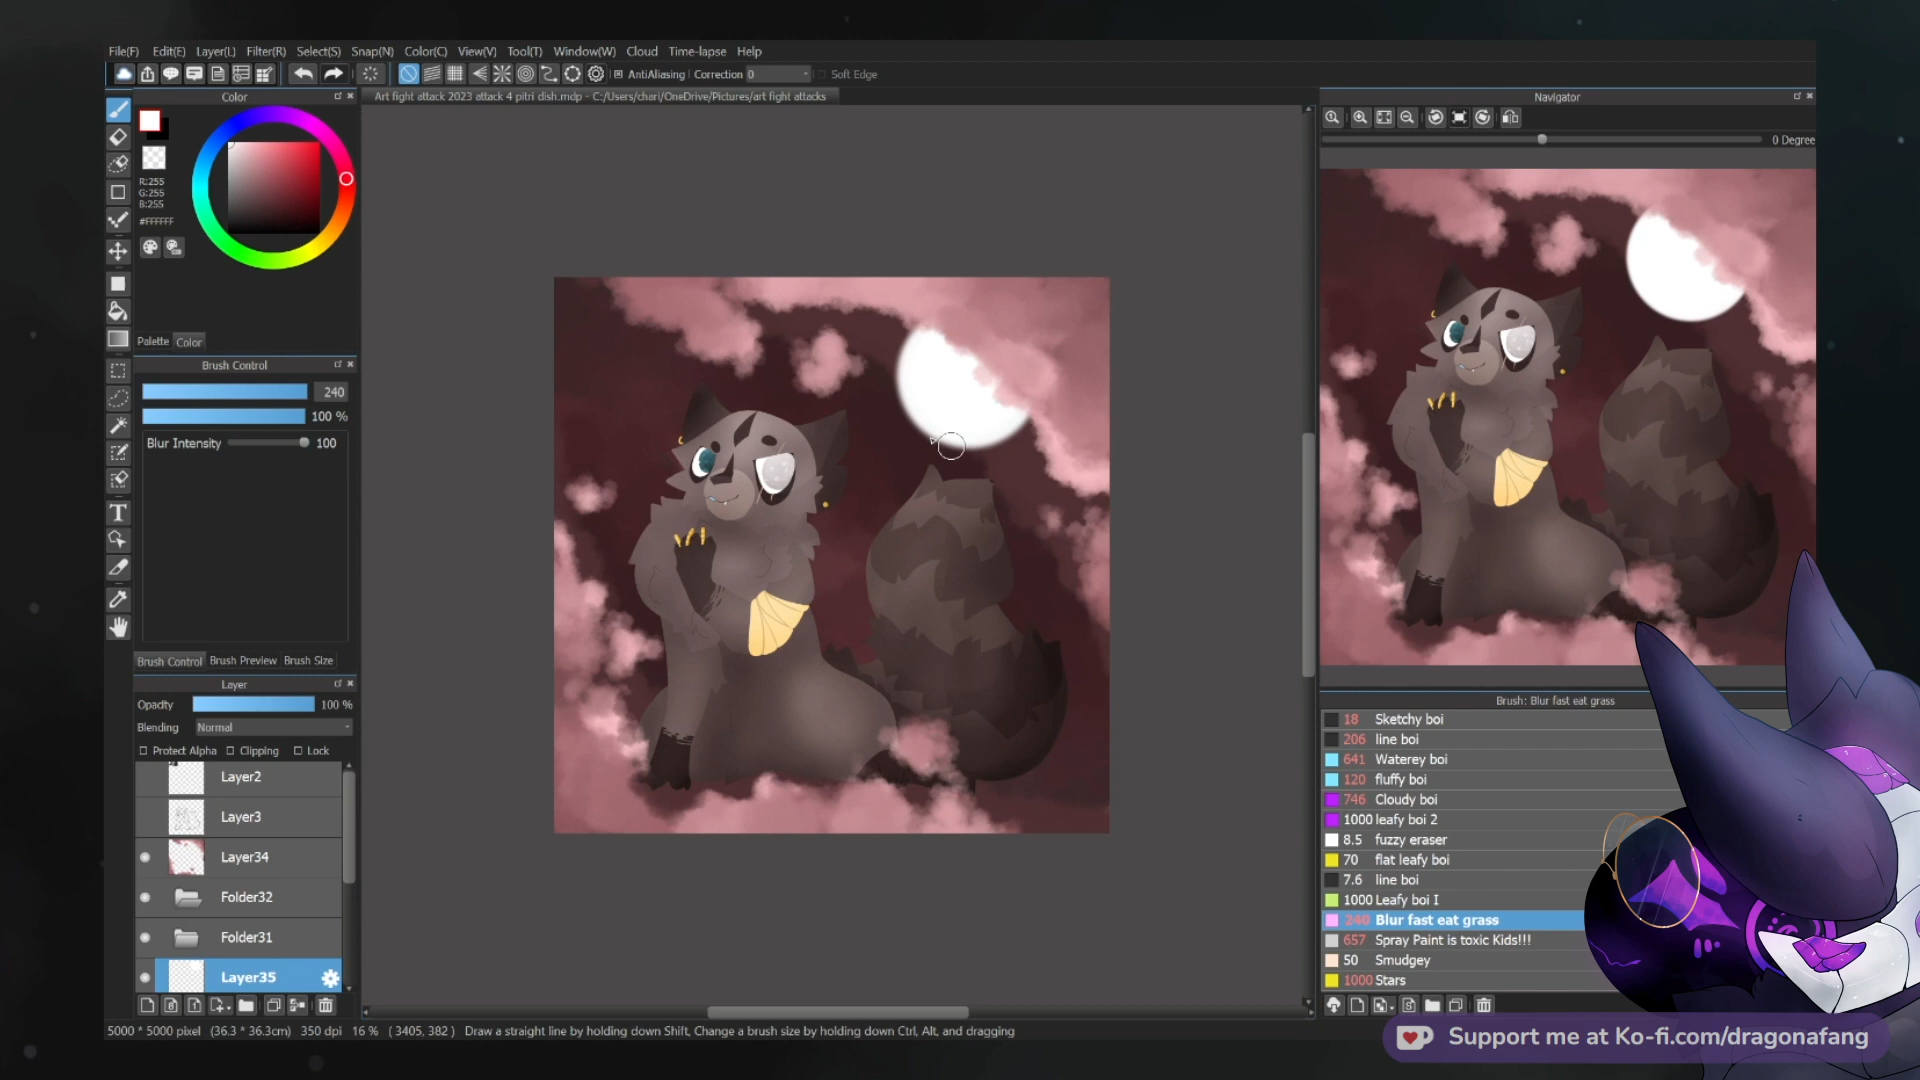 File(F) Edit(E) Layer(L) Filter(R) Select(S) Snap(N) Color(C) View(V) Tool(T) Window(W) Cloud Time-lapse Help
AntiAliasing Correction 0 Soft Edge
Color
Art fight attack 2023 attack 4 pitri dish.mdp - C:/Users/chari/OneDrive/Pictures/art fight attacks
Navigator
0 Degree
R:255
G:255
B:255
#FFFFFF
Palette Color
Brush Control
240
100 %
Blur Intensity 100
Brush Control Brush Preview Brush Size
Layer
Opacity 100 %
Blending Normal
Protect Alpha Clipping Lock
Layer2
Layer3
Layer34
Folder32
Folder31
Layer35
Brush: Blur fast eat grass
18 Sketchy boi
206 line boi
641 Waterey boi
120 fluffy boi
746 Cloudy boi
1000 leafy boi 2
8.5 fuzzy eraser
70 flat leafy boi
7.6 line boi
1000 Leafy boi I
240 Blur fast eat grass
657 Spray Paint is toxic Kids!!!
50 Smudgey
1000 Stars
5000 * 5000 pixel (36.3 * 36.3cm) 350 dpi 16 % ( 3405, 382 ) Draw a straight line by holding down Shift, Change a brush size by holding down Ctrl, Alt, and dragging
Support me at Ko-fi.com/dragonafang